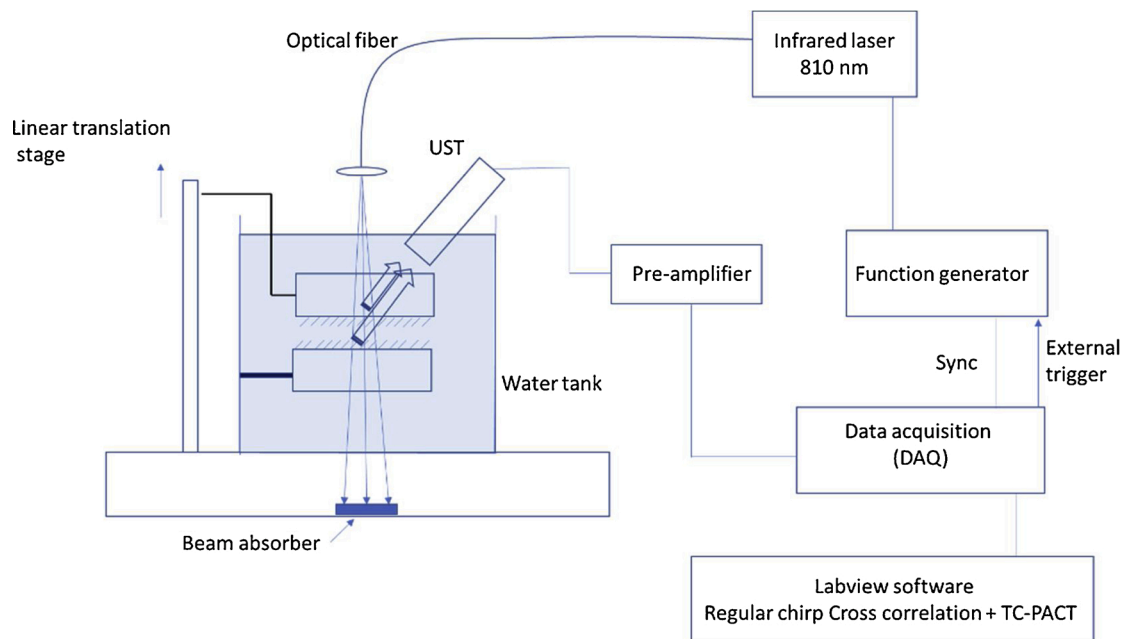 Optical fiber
Infrared laser
810 nm
Linear translation
stage
UST
Pre-amplifier
Function generator
Sync
External
trigger
Water tank
Data acquisition
(DAQ)
Beam absorber
Labview software
Regular chirp Cross correlation + TC-PACT